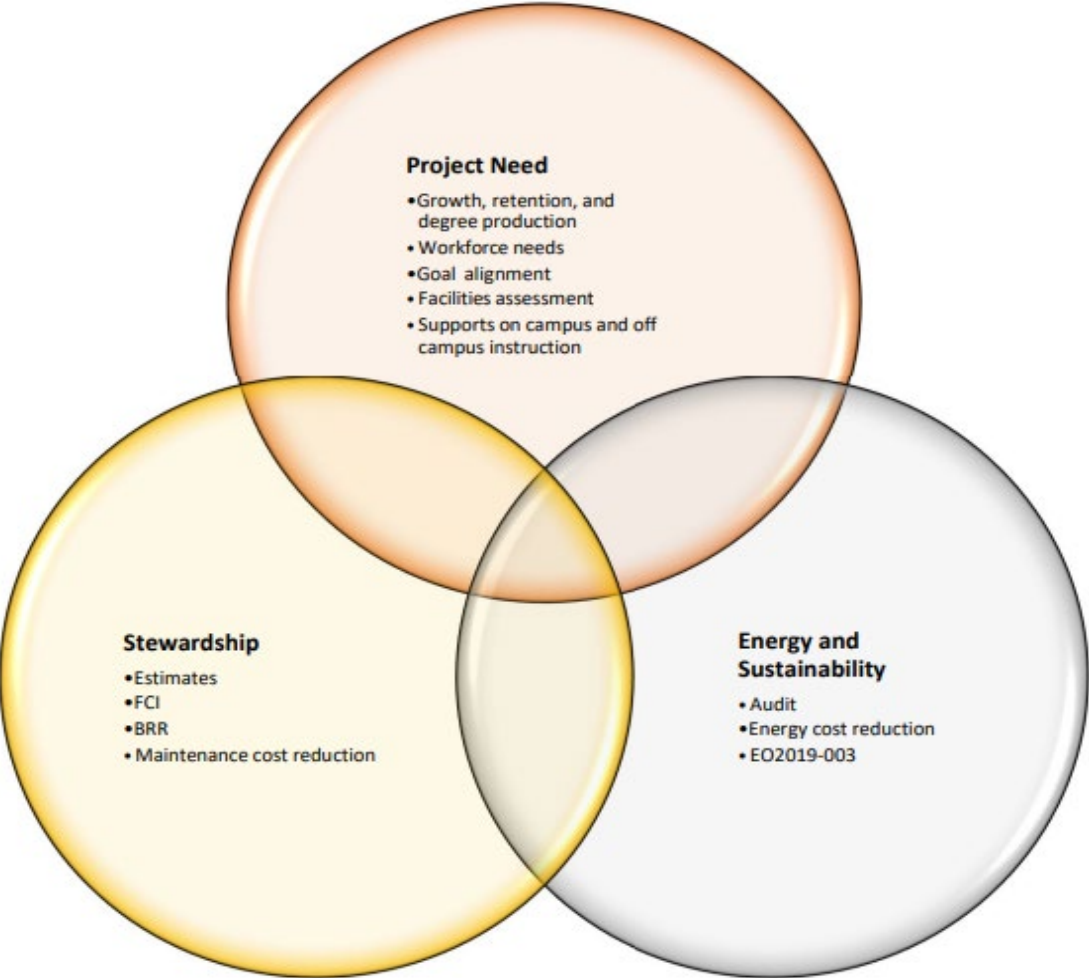 Project Need
•Growth, retention, and
degree production
• Workforce needs
•Goal alignment
• Facilities assessment
• Supports on campus and off
campus instruction
Stewardship
•Estimates
•FCI
•BRR
• Maintenance cost reduction
Energy and
Sustainability
• Audit
•Energy cost reduction
• EO2019-003